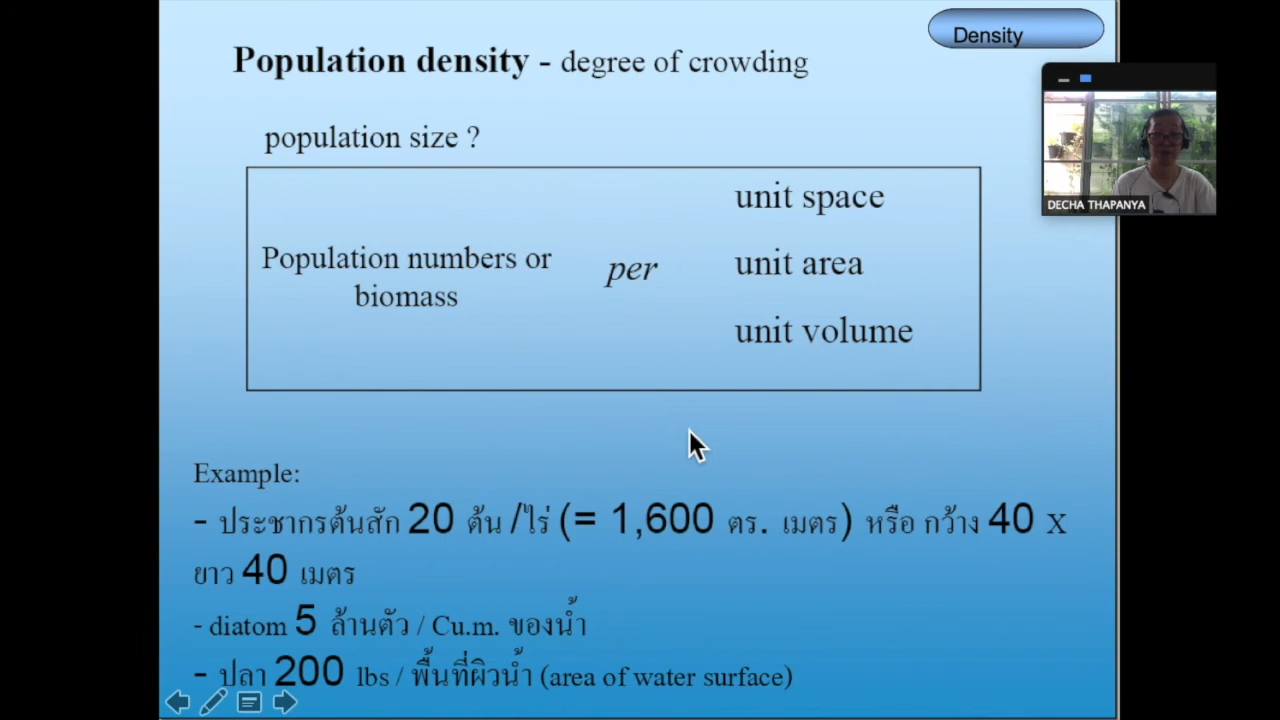 Density
Population density - degree of crowding
DECHA THAPANYA
population size ?
unit space
Population numbers or
biomass
per
unit area
unit volume
Example:
- ประชากรต้นสัก 20 ต้น /ไร่ (= 1,600 ตร. เมตร) หรือ กว้าง 40 x
ยาว 40 เมตร
- diatom 5 ล้านตัว / Cu.m. ของน้ำ
- ปลา 200 lbs / พื้นที่ผิวน้ำ (area of water surface)